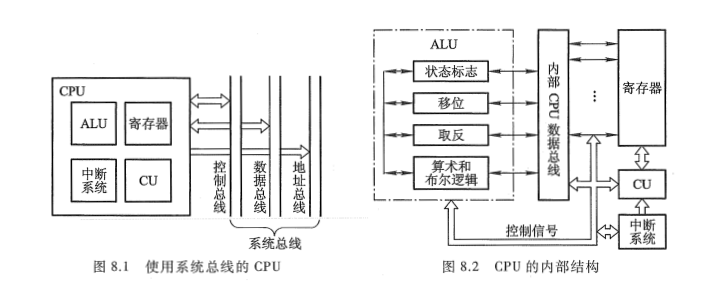 CPU
ALU
寄存器
中断
系统
CU
控制总线
数据总线
地址总线
系统总线
图 8.1 使用系统总线的 CPU
ALU
状态标志
移位
取反
算术和
布尔逻辑
内部 CPU 数据总线
…
寄存器
CU
中断
系统
控制信号
图 8.2 CPU 的内部结构